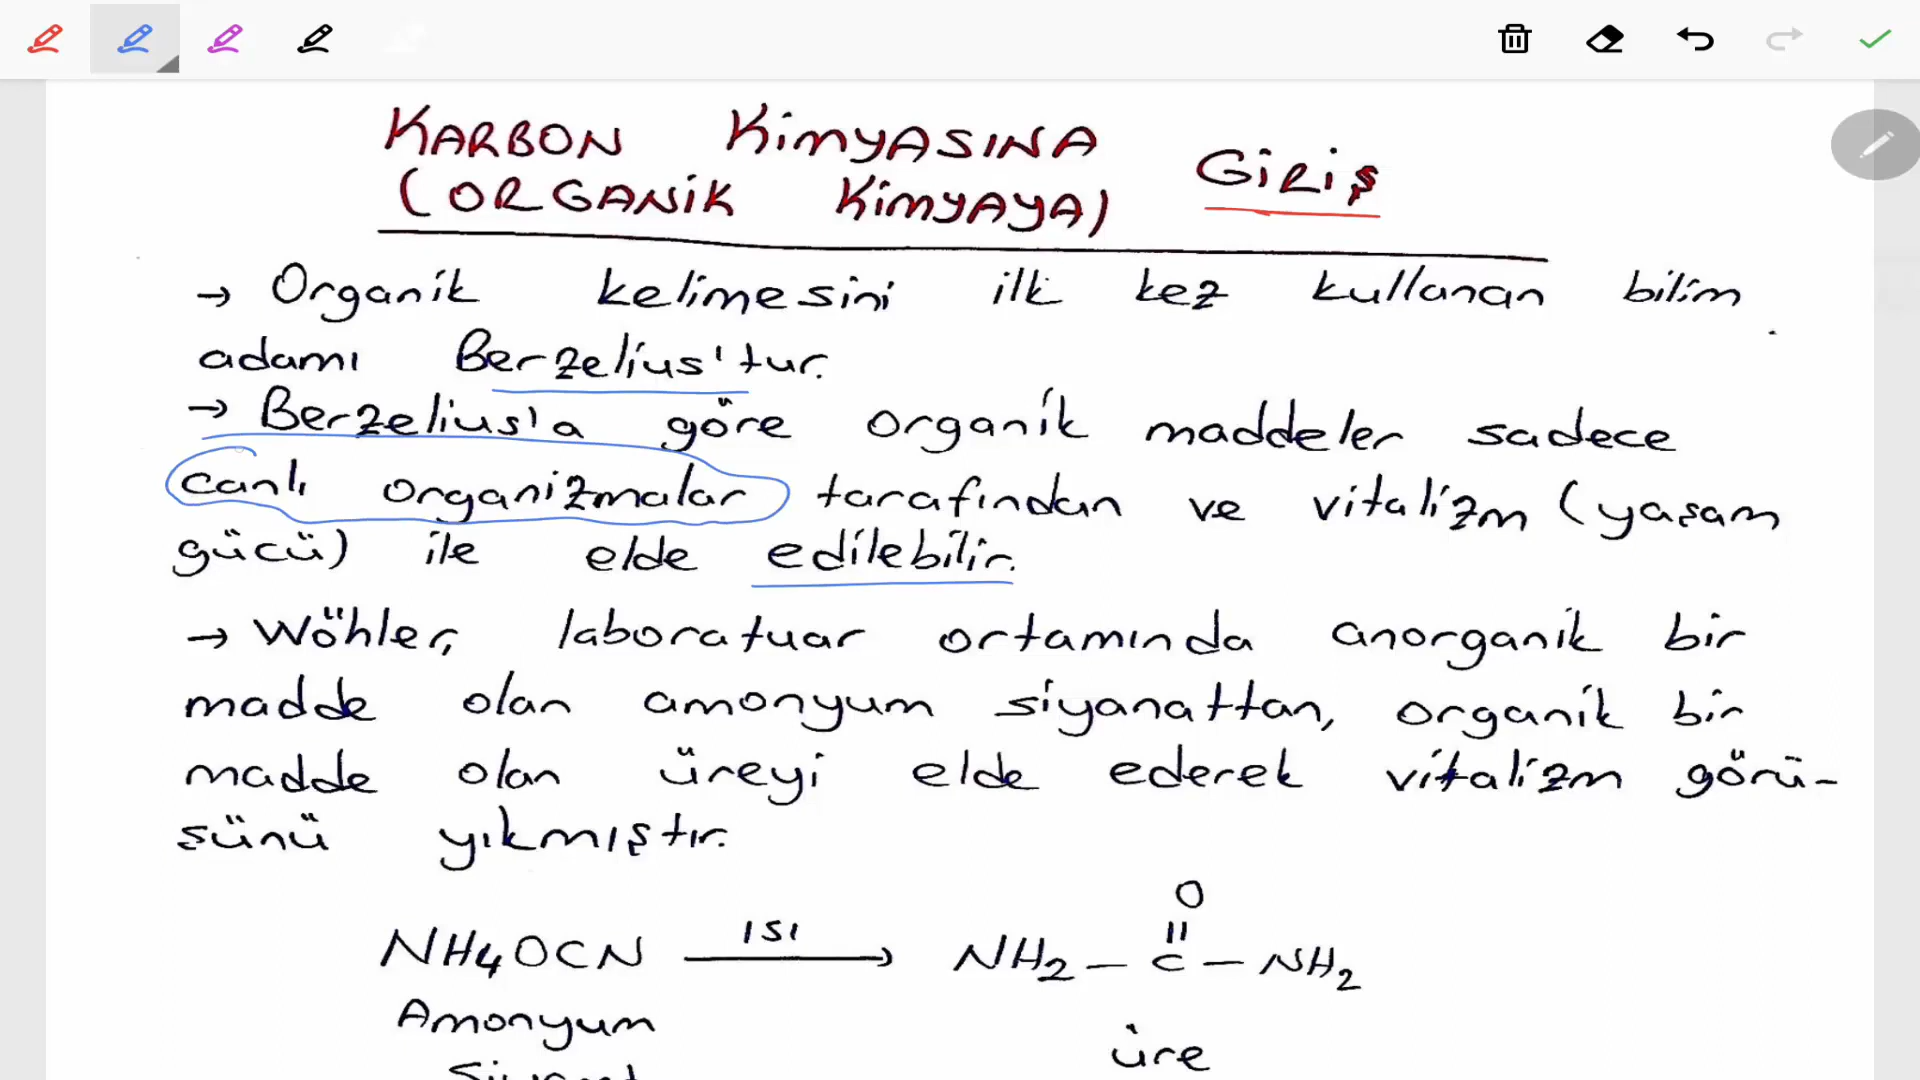 KARBON KİMYASINA
(ORGANİK KİMYAYA) GİRİŞ
→ Organik kelimesini ilk kez kullanan bilim
adamı Berzelius'tur.
→ Berzelius'a göre organik maddeler sadece
canlı organizmalar tarafından ve vitalizm (yaşam
gücü) ile elde edilebilir.
→ Wöhler, laboratuar ortamında anorganik bir
madde olan amonyum siyanattan, organik bir
madde olan üreyi elde ederek vitalizm görü-
şünü yıkmıştır.
O
NH4OCN ısı → NH2 – C – NH2
Amonyum
üre